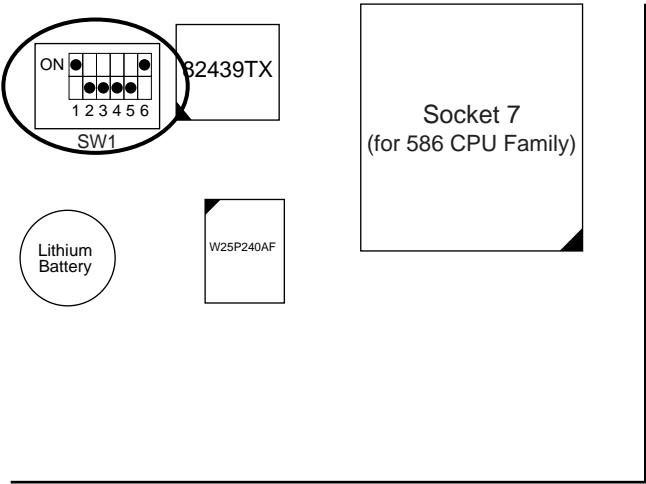 ON
1 2 3 4 5 6
SW1
82439TX
Socket 7
(for 586 CPU Family)
Lithium
Battery
W25P240AF